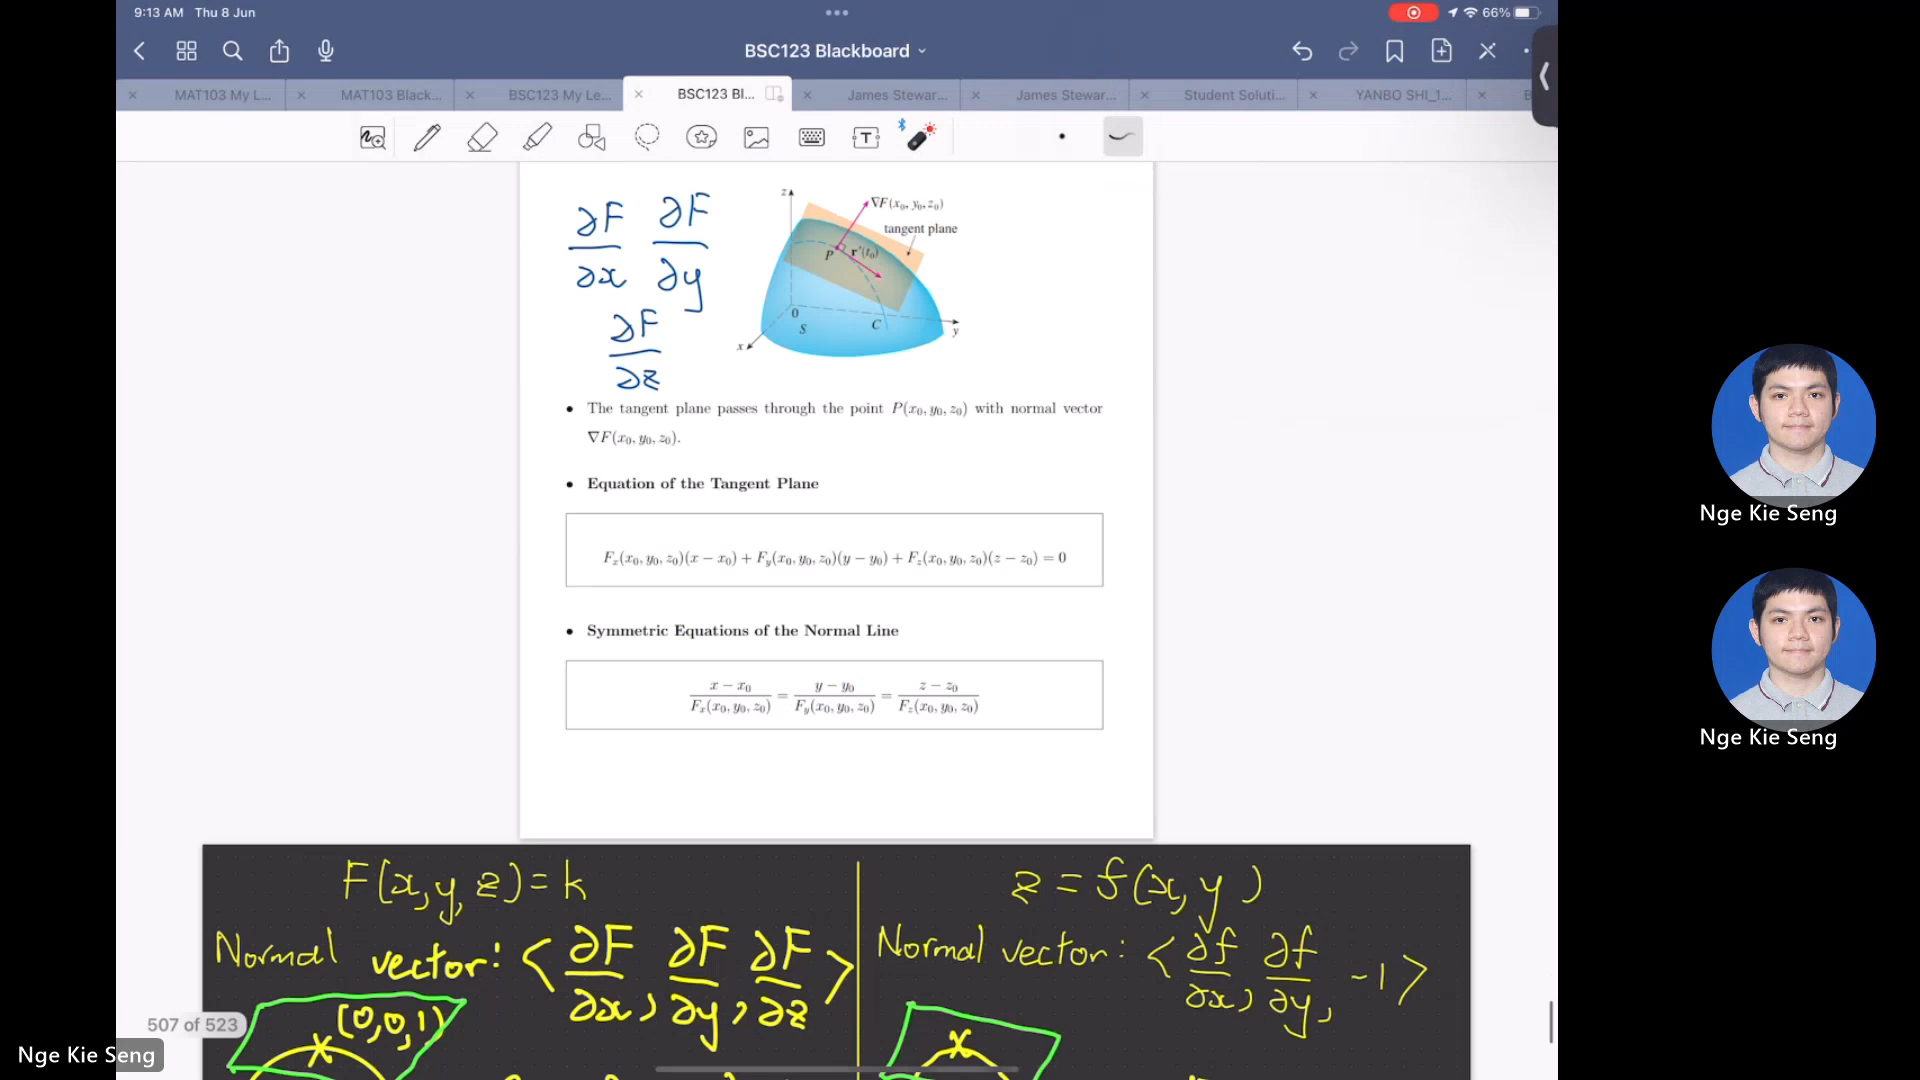 9:13 AM Thu 8 Jun
66%
BSC123 Blackboard
MAT103 My L...
MAT103 Black...
BSC123 My Le...
BSC123 Bl...
James Stewar...
James Stewar...
Student Soluti...
YANBO SHI_1...
B
∂F/∂x ∂F/∂y
∂F/∂z
z
∇F(x₀, y₀, z₀)
tangent plane
P
r′(t₀)
0
S
C
y
x
• The tangent plane passes through the point P(x₀, y₀, z₀) with normal vector
∇F(x₀, y₀, z₀).
• Equation of the Tangent Plane
Fₓ(x₀, y₀, z₀)(x − x₀) + F_y(x₀, y₀, z₀)(y − y₀) + F_z(x₀, y₀, z₀)(z − z₀) = 0
• Symmetric Equations of the Normal Line
(x − x₀)/Fₓ(x₀, y₀, z₀) = (y − y₀)/F_y(x₀, y₀, z₀) = (z − z₀)/F_z(x₀, y₀, z₀)
F(x, y, z) = k
Normal vector: <∂F/∂x, ∂F/∂y, ∂F/∂z>
(0,0,1)
z = f(x, y)
Normal vector: <∂f/∂x, ∂f/∂y, -1>
507 of 523
Nge Kie Seng
Nge Kie Seng
Nge Kie Seng